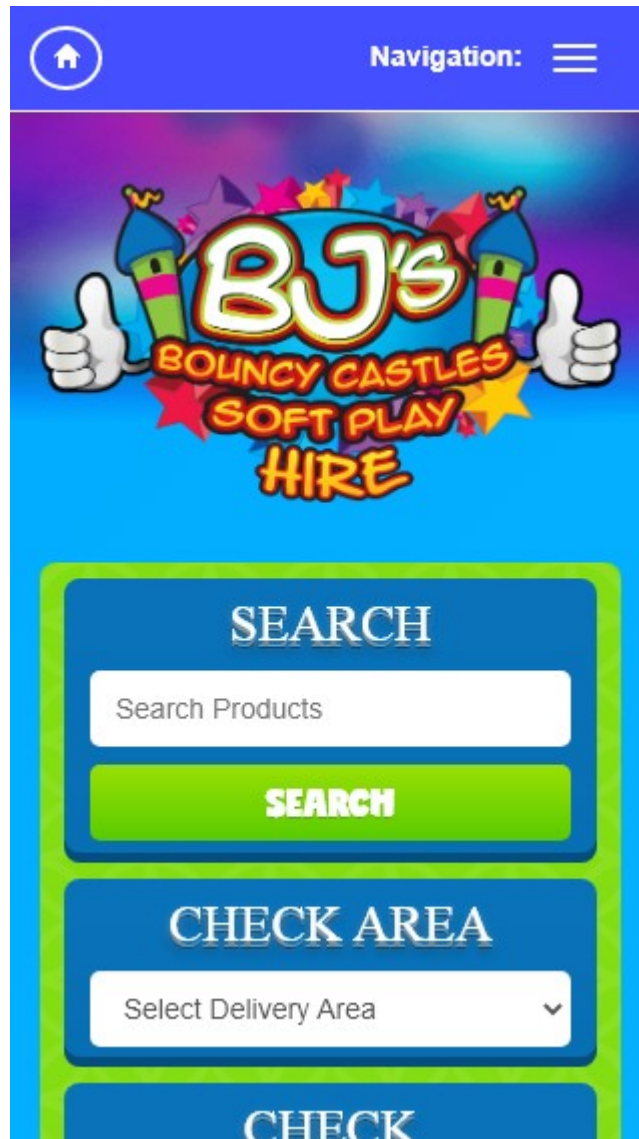 Navigation:
BJ'S
BOUNCY CASTLES
SOFT PLAY
HIRE
SEARCH
Search Products
SEARCH
CHECK AREA
Select Delivery Area
CHECK